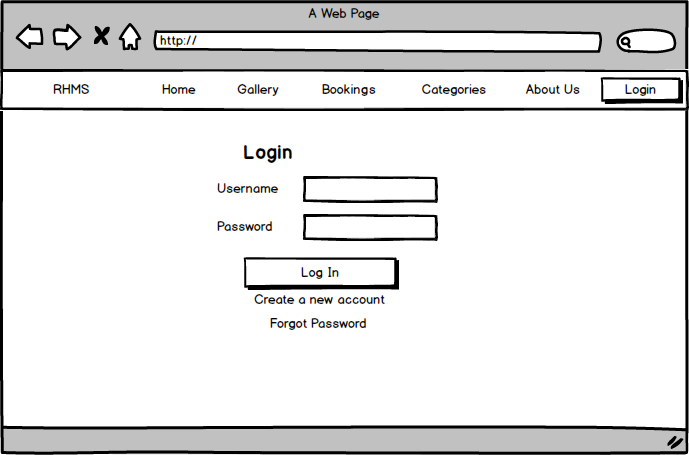 A Web Page
http://
RHMS Home Gallery Bookings Categories About Us Login
Login
Username
Password
Log In
Create a new account
Forgot Password